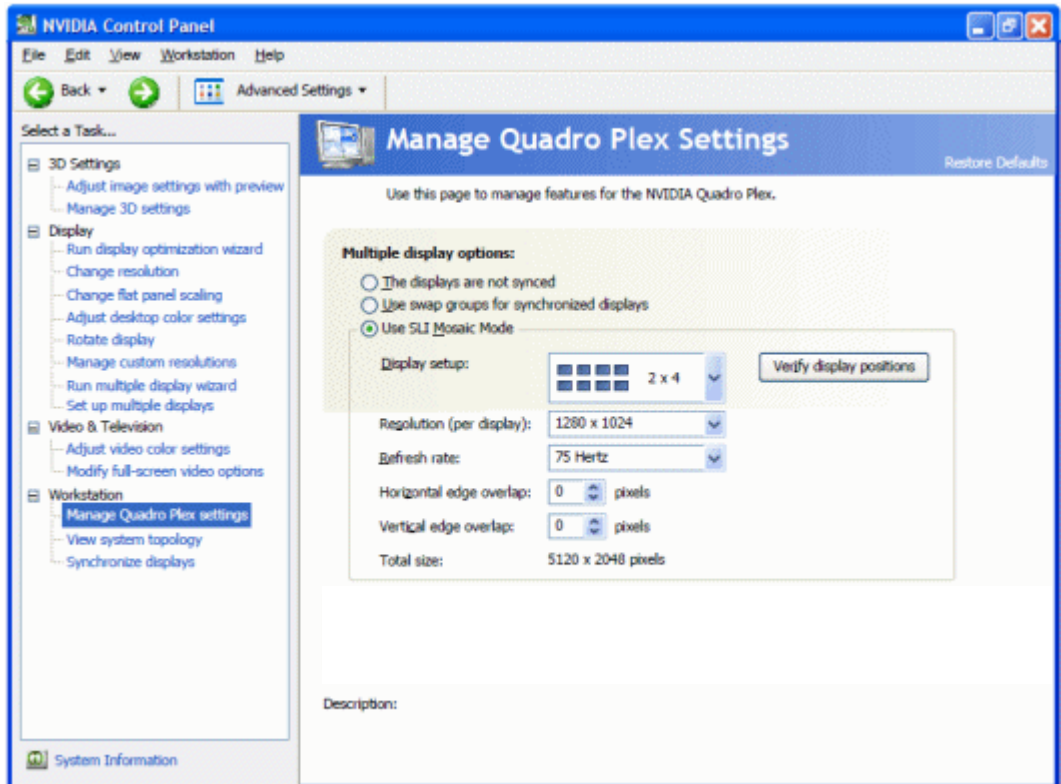 NVIDIA Control Panel
File Edit View Workstation Help
Back Advanced Settings
Select a Task...
3D Settings
Adjust image settings with preview
Manage 3D settings
Display
Run display optimization wizard
Change resolution
Change flat panel scaling
Adjust desktop color settings
Rotate display
Manage custom resolutions
Run multiple display wizard
Set up multiple displays
Video & Television
Adjust video color settings
Modify full-screen video options
Workstation
Manage Quadro Plex settings
View system topology
Synchronize displays
System Information
Manage Quadro Plex Settings
Restore Defaults
Use this page to manage features for the NVIDIA Quadro Plex.
Multiple display options:
The displays are not synced
Use swap groups for synchronized displays
Use SLI Mosaic Mode
Display setup: 2 x 4 Verify display positions
Resolution (per display): 1280 x 1024
Refresh rate: 75 Hertz
Horizontal edge overlap: 0 pixels
Vertical edge overlap: 0 pixels
Total size: 5120 x 2048 pixels
Description: